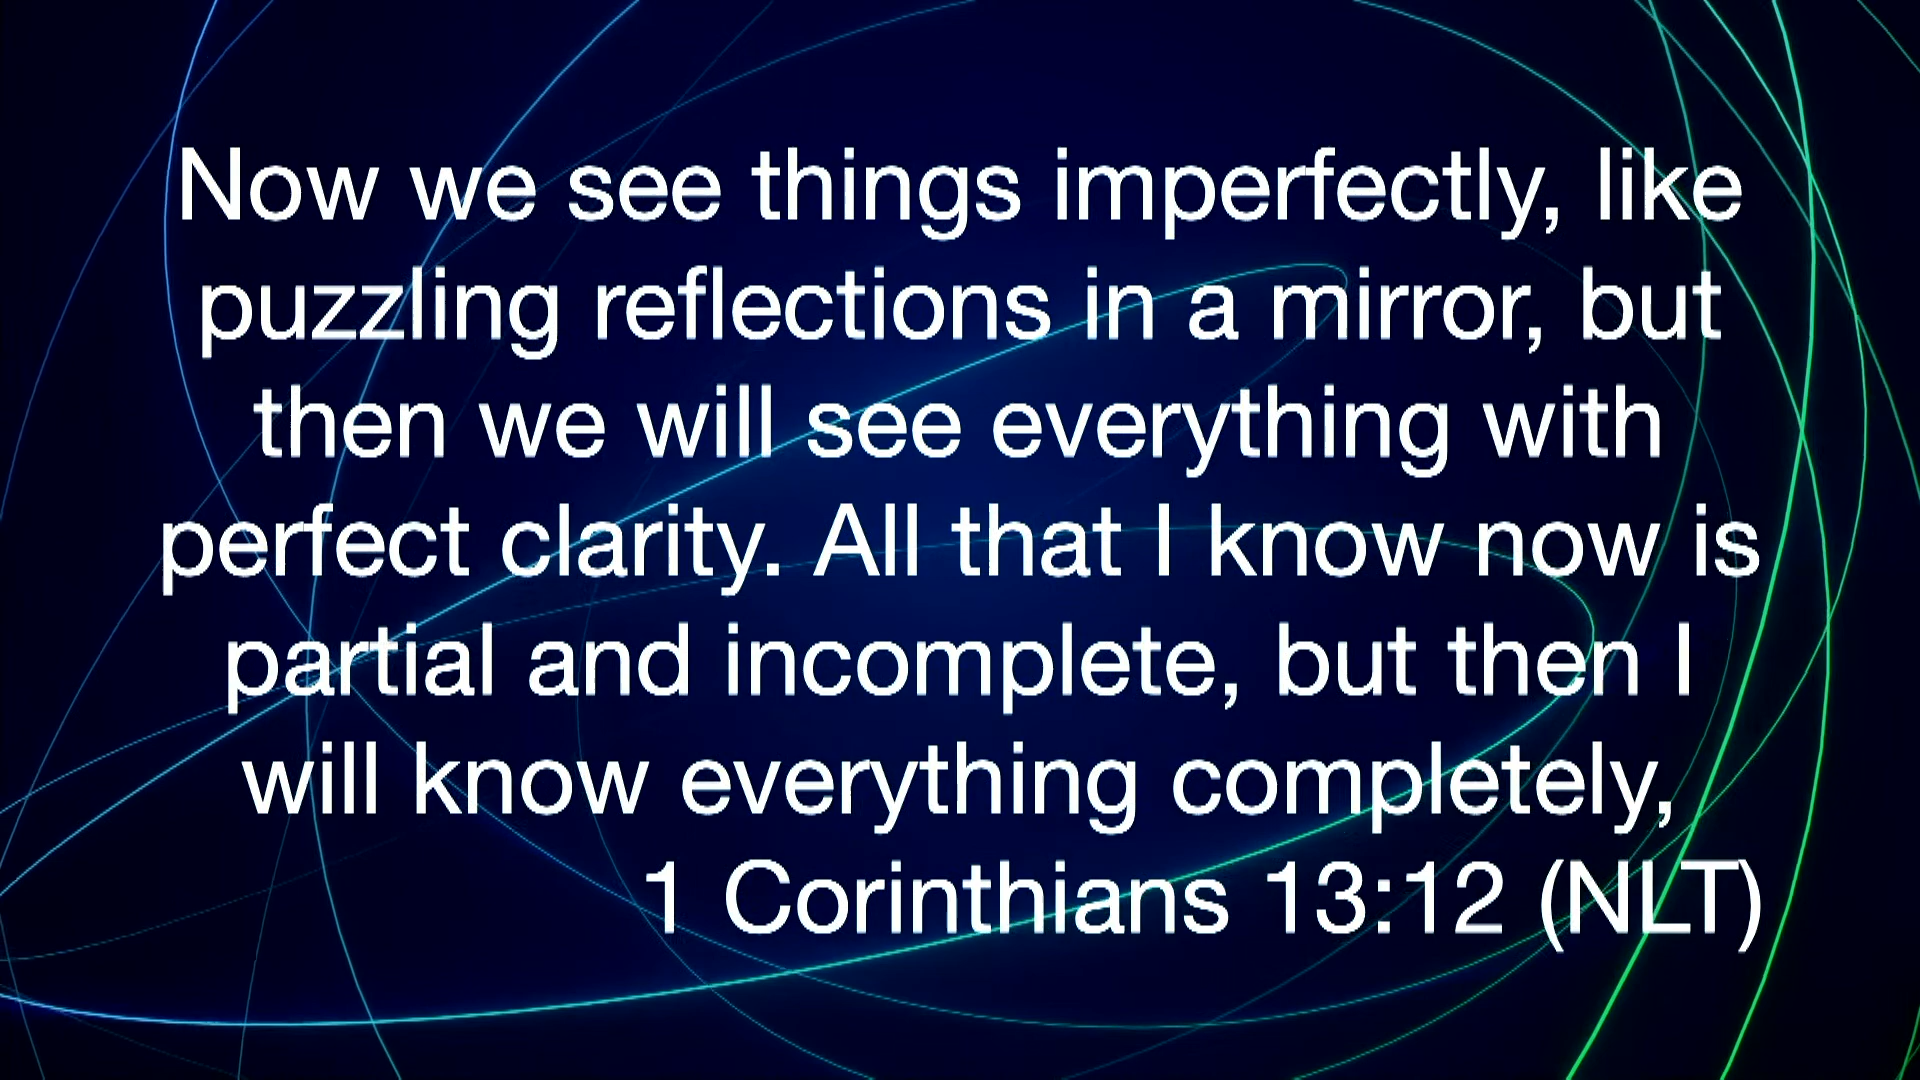 Now we see things imperfectly, like
puzzling reflections in a mirror, but
then we will see everything with
perfect clarity. All that I know now is
partial and incomplete, but then I
will know everything completely,
1 Corinthians 13:12 (NLT)